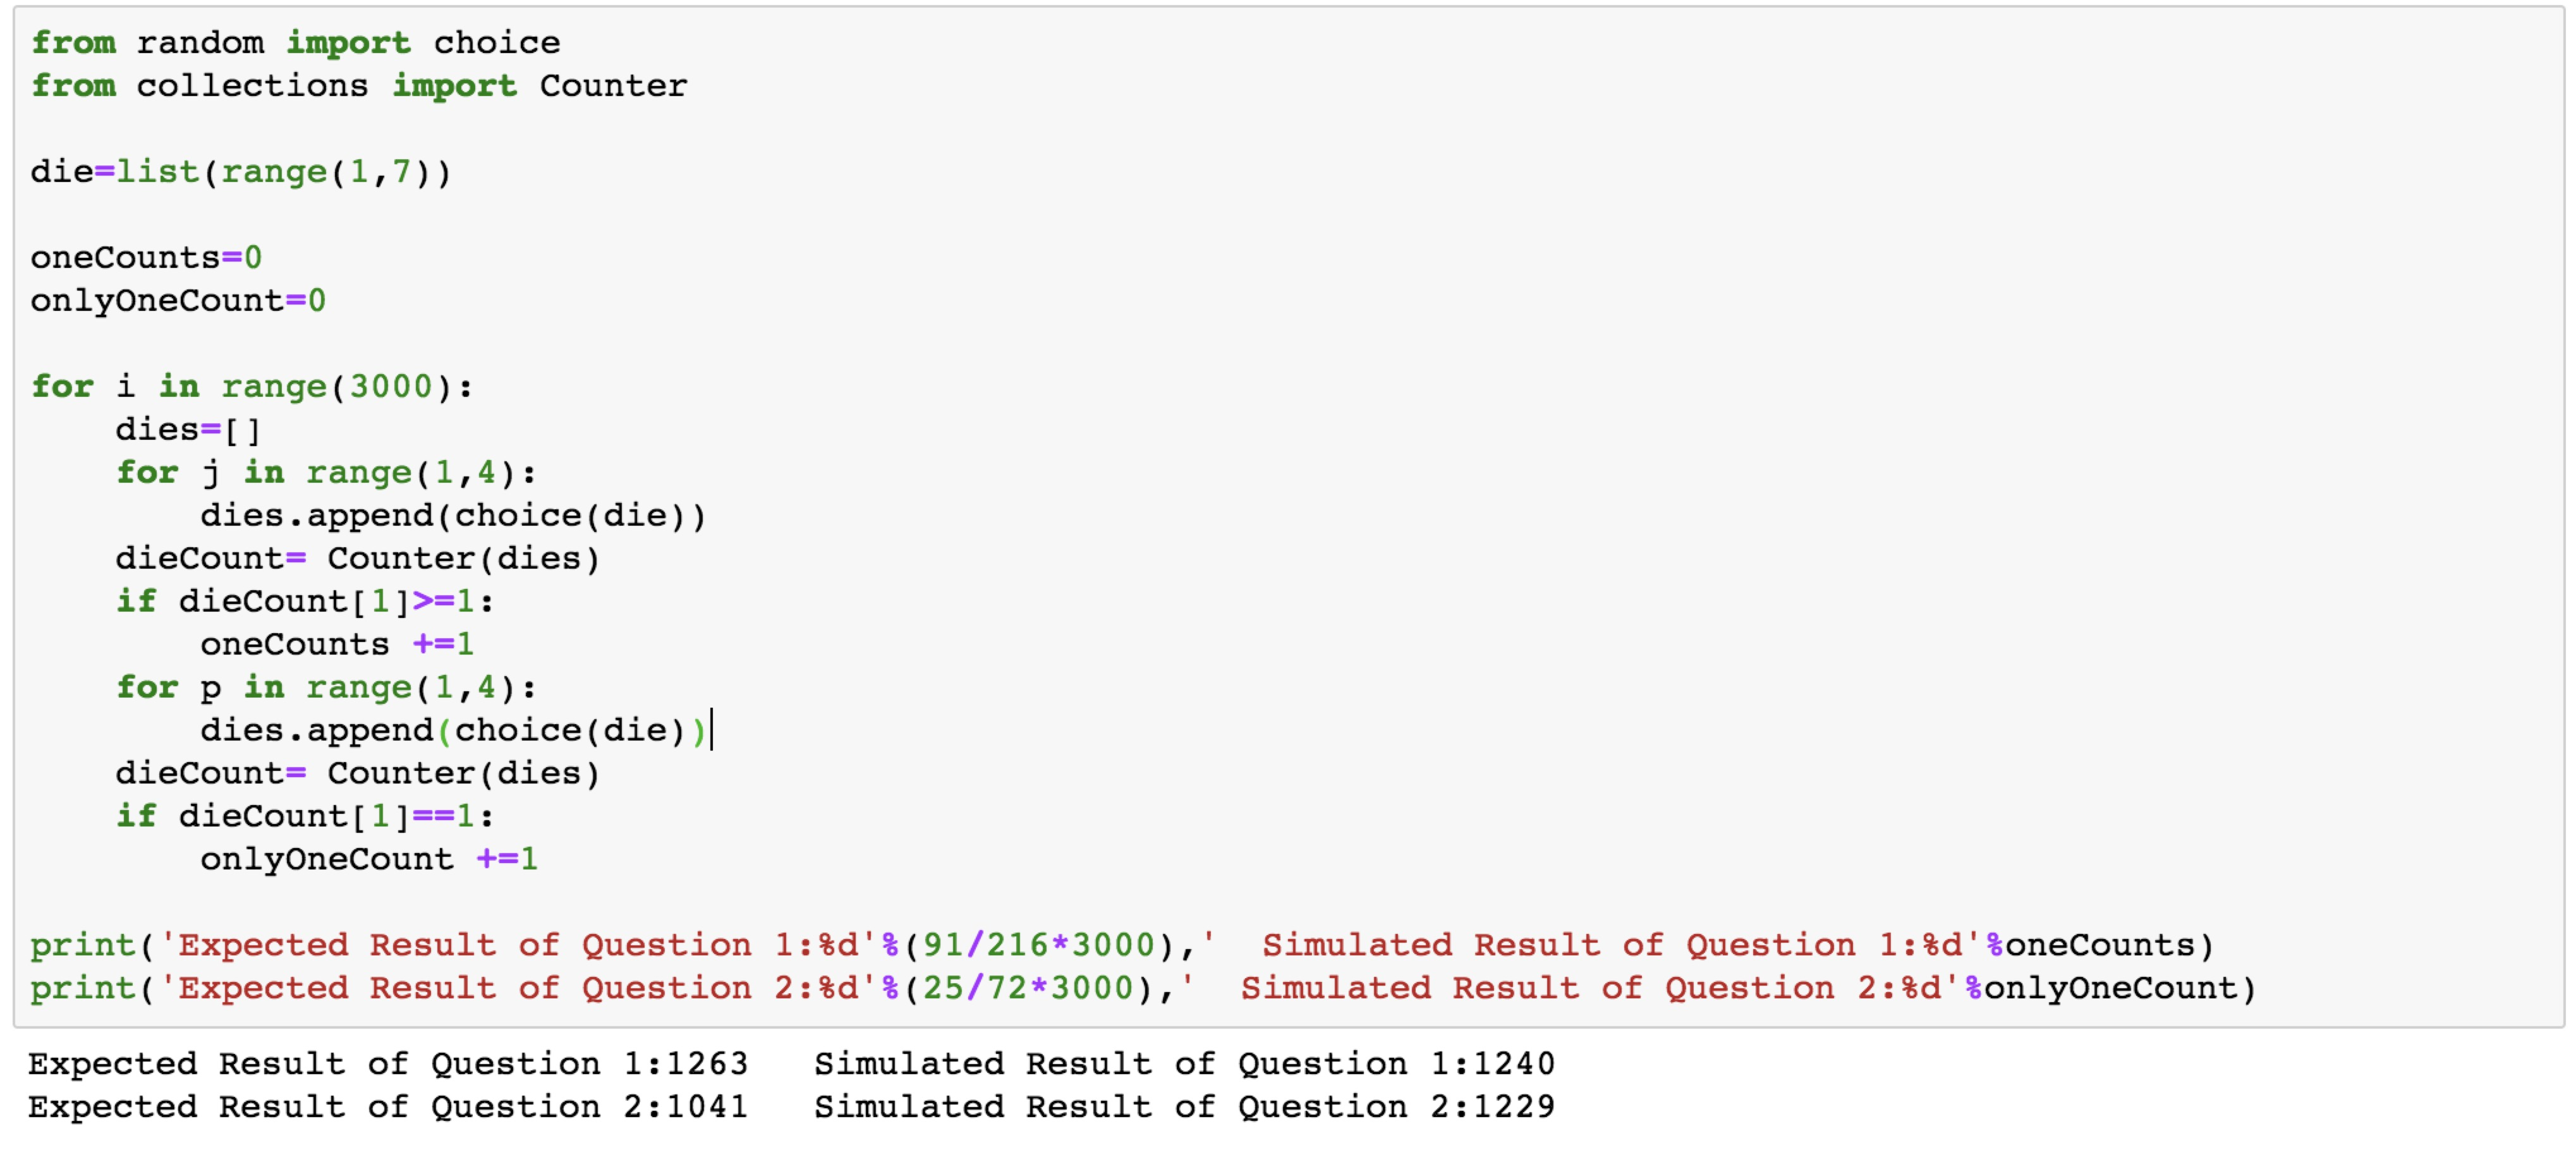 from random import choice
from collections import Counter
die=list(range(1,7))
oneCounts=0
onlyOneCount=0
for i in range(3000):
    dies=[]
    for j in range(1,4):
        dies.append(choice(die))
    dieCount= Counter(dies)
    if dieCount[1]>=1:
        oneCounts +=1
    for p in range(1,4):
        dies.append(choice(die))
    dieCount= Counter(dies)
    if dieCount[1]==1:
        onlyOneCount +=1
print('Expected Result of Question 1:%d'%(91/216*3000),'  Simulated Result of Question 1:%d'%oneCounts)
print('Expected Result of Question 2:%d'%(25/72*3000),'  Simulated Result of Question 2:%d'%onlyOneCount)
Expected Result of Question 1:1263   Simulated Result of Question 1:1240
Expected Result of Question 2:1041   Simulated Result of Question 2:1229